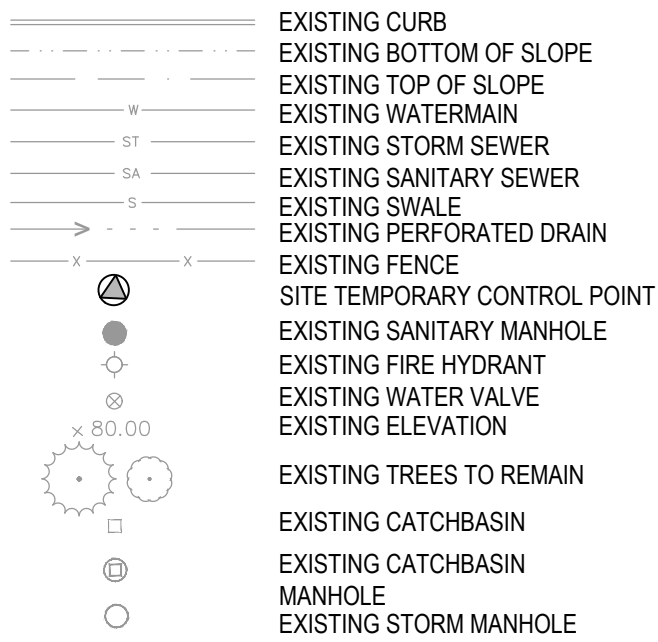 EXISTING CURB
EXISTING BOTTOM OF SLOPE
EXISTING TOP OF SLOPE
W EXISTING WATERMAIN
ST EXISTING STORM SEWER
SA EXISTING SANITARY SEWER
S EXISTING SWALE
EXISTING PERFORATED DRAIN
X X EXISTING FENCE
SITE TEMPORARY CONTROL POINT
EXISTING SANITARY MANHOLE
EXISTING FIRE HYDRANT
EXISTING WATER VALVE
× 80.00 EXISTING ELEVATION
EXISTING TREES TO REMAIN
EXISTING CATCHBASIN
EXISTING CATCHBASIN
MANHOLE
EXISTING STORM MANHOLE